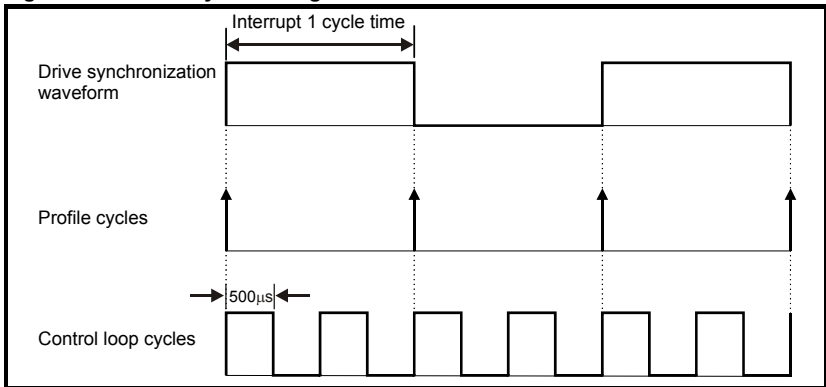 Interrupt 1 cycle time
Drive synchronization
waveform
Profile cycles
500µs
Control loop cycles